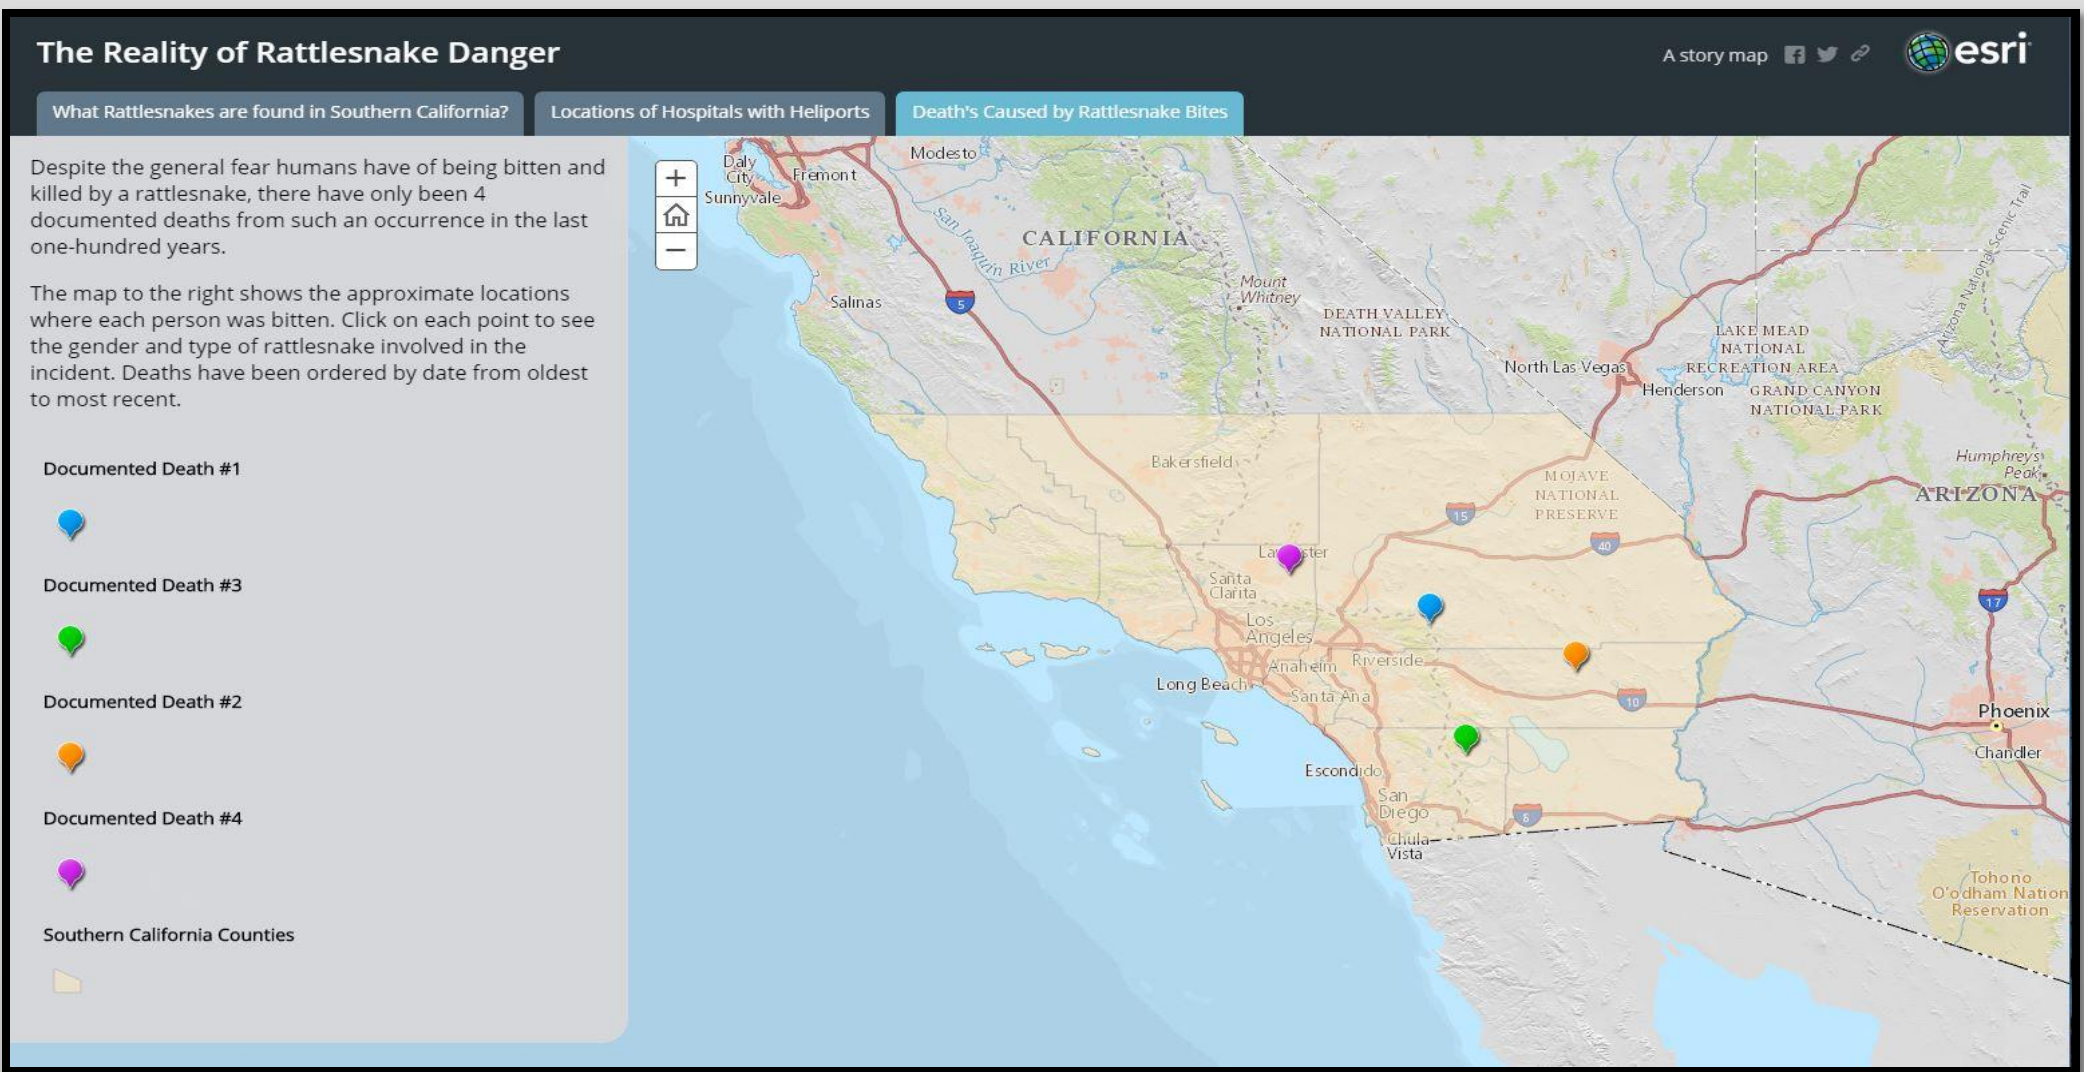 The Reality of Rattlesnake Danger
A story map
esri
What Rattlesnakes are found in Southern California?
Locations of Hospitals with Heliports
Death's Caused by Rattlesnake Bites
Despite the general fear humans have of being bitten and
killed by a rattlesnake, there have only been 4
documented deaths from such an occurrence in the last
one-hundred years.
The map to the right shows the approximate locations
where each person was bitten. Click on each point to see
the gender and type of rattlesnake involved in the
incident. Deaths have been ordered by date from oldest
to most recent.
Documented Death #1
Documented Death #3
Documented Death #2
Documented Death #4
Southern California Counties
+
−
Daly
City
Fremont
Sunnyvale
Modesto
San Joaquin River
CALIFORNIA
Salinas
5
Mount
Whitney
DEATH VALLEY
NATIONAL PARK
North Las Vegas
Henderson
LAKE MEAD
NATIONAL
RECREATION AREA
GRAND CANYON
NATIONAL PARK
Arizona National Scenic Trail
Humphreys
Peak
ARIZONA
Bakersfield
MOJAVE
NATIONAL
PRESERVE
15
40
Santa
Clarita
Los
Angeles
Anaheim
Riverside
Long Beach
Santa Ana
10
17
Phoenix
Chandler
Escondido
San
Diego
8
Chula
Vista
Tohono
O'odham Nation
Reservation